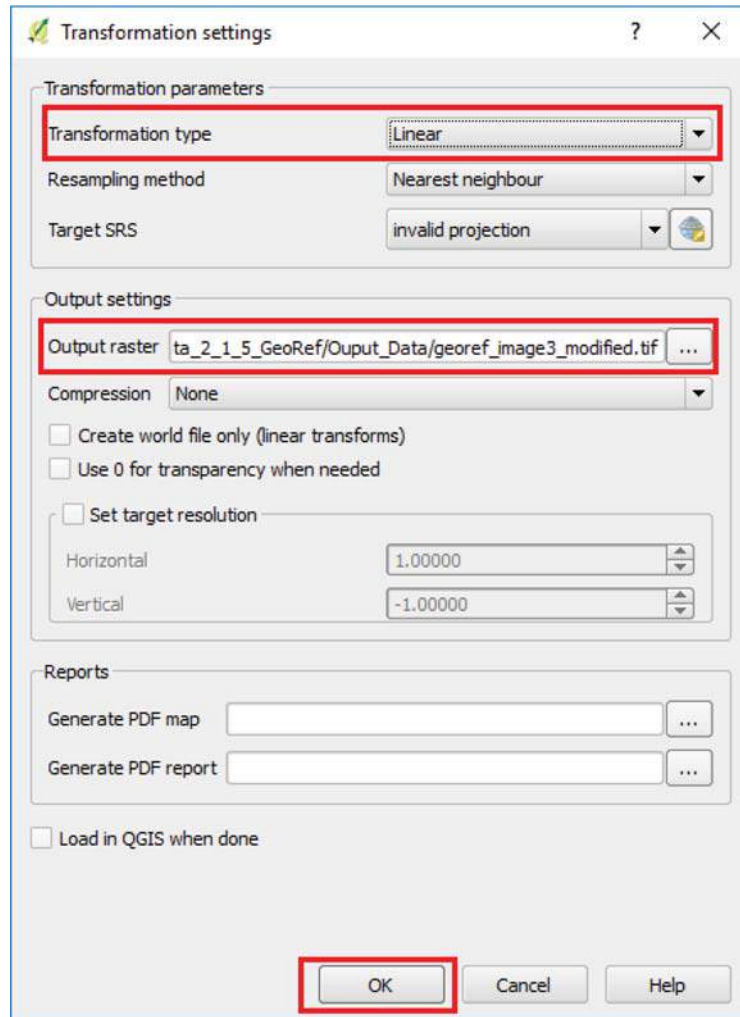 Transformation settings ? ×
Transformation parameters
Transformation type Linear
Resampling method Nearest neighbour
Target SRS invalid projection
Output settings
Output raster ta_2_1_5_GeoRef/Ouput_Data/georef_image3_modified.tif ...
Compression None
Create world file only (linear transforms)
Use 0 for transparency when needed
Set target resolution
Horizontal 1.00000
Vertical -1.00000
Reports
Generate PDF map ...
Generate PDF report ...
Load in QGIS when done
OK Cancel Help